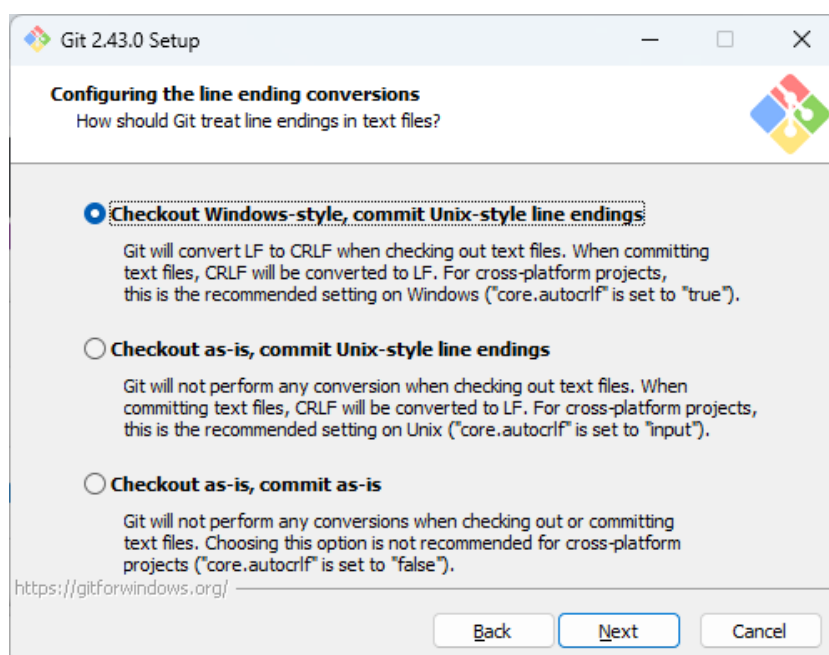 Git 2.43.0 Setup
Configuring the line ending conversions
How should Git treat line endings in text files?
Checkout Windows-style, commit Unix-style line endings
Git will convert LF to CRLF when checking out text files. When committing
text files, CRLF will be converted to LF. For cross-platform projects,
this is the recommended setting on Windows ("core.autocrlf" is set to "true").
Checkout as-is, commit Unix-style line endings
Git will not perform any conversion when checking out text files. When
committing text files, CRLF will be converted to LF. For cross-platform projects,
this is the recommended setting on Unix ("core.autocrlf" is set to "input").
Checkout as-is, commit as-is
Git will not perform any conversions when checking out or committing
text files. Choosing this option is not recommended for cross-platform
projects ("core.autocrlf" is set to "false").
https://gitforwindows.org/
Back Next Cancel